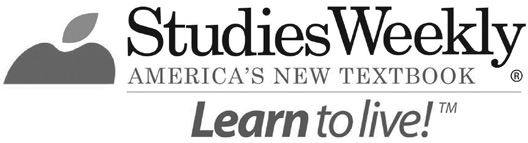 StudiesWeekly
AMERICA'S NEW TEXTBOOK ®
Learn to live!™